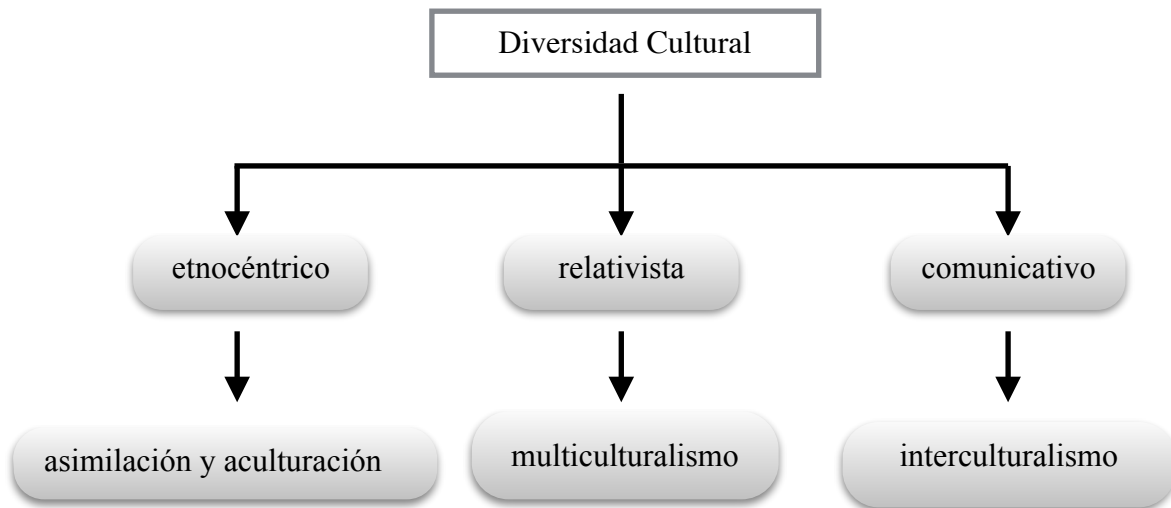 Diversidad Cultural
etnocéntrico
relativista
comunicativo
asimilación y aculturación
multiculturalismo
interculturalismo